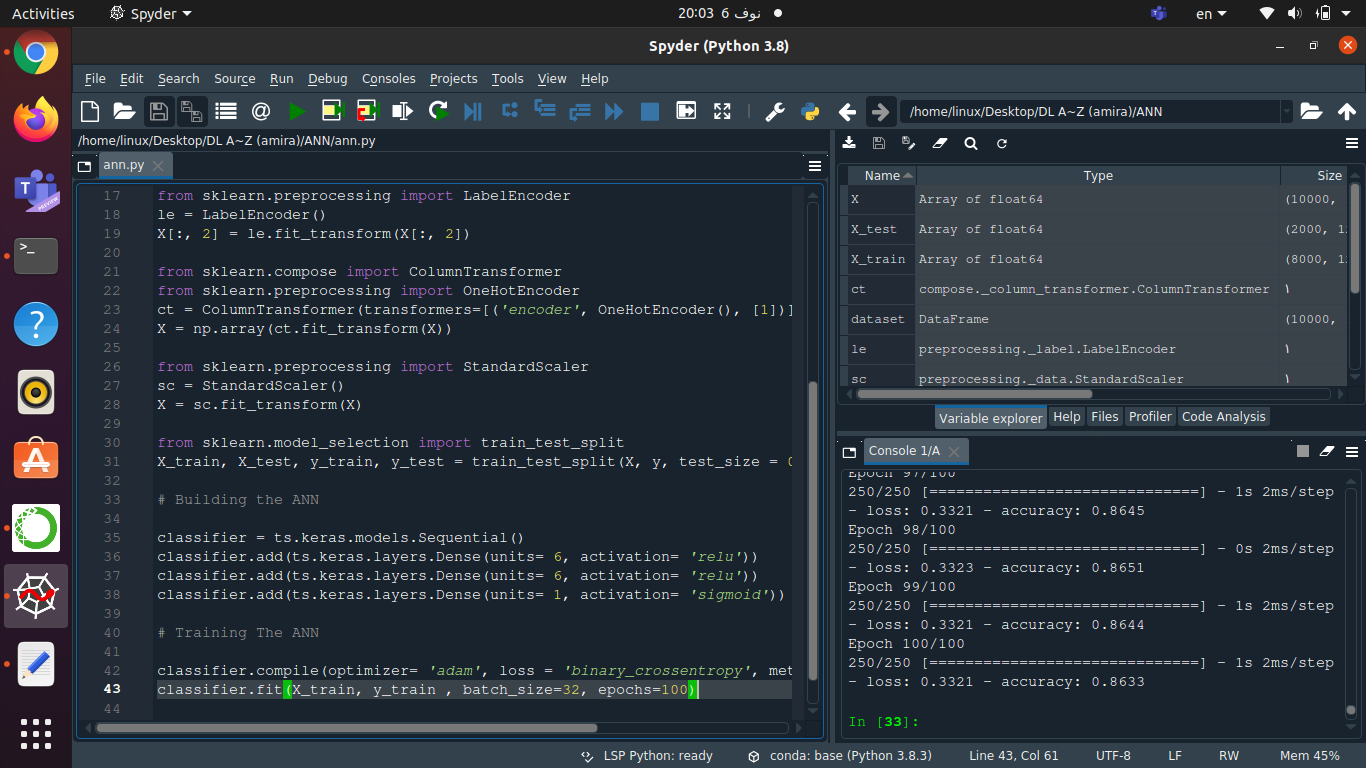 Activities
Spyder
20:03 6 نوف
en
Spyder (Python 3.8)
File Edit Search Source Run Debug Consoles Projects Tools View Help
/home/linux/Desktop/DL A~Z (amira)/ANN
/home/linux/Desktop/DL A~Z (amira)/ANN/ann.py
ann.py
17 from sklearn.preprocessing import LabelEncoder
18 le = LabelEncoder()
19 X[:, 2] = le.fit_transform(X[:, 2])
20
21 from sklearn.compose import ColumnTransformer
22 from sklearn.preprocessing import OneHotEncoder
23 ct = ColumnTransformer(transformers=[('encoder', OneHotEncoder(), [1])]
24 X = np.array(ct.fit_transform(X))
25
26 from sklearn.preprocessing import StandardScaler
27 sc = StandardScaler()
28 X = sc.fit_transform(X)
29
30 from sklearn.model_selection import train_test_split
31 X_train, X_test, y_train, y_test = train_test_split(X, y, test_size = 0
32
33 # Building the ANN
34
35 classifier = ts.keras.models.Sequential()
36 classifier.add(ts.keras.layers.Dense(units= 6, activation= 'relu'))
37 classifier.add(ts.keras.layers.Dense(units= 6, activation= 'relu'))
38 classifier.add(ts.keras.layers.Dense(units= 1, activation= 'sigmoid'))
39
40 # Training The ANN
41
42 classifier.compile(optimizer= 'adam', loss = 'binary_crossentropy', met
43 classifier.fit(X_train, y_train , batch_size=32, epochs=100)
44
Name Type Size
X Array of float64 (10000,
X_test Array of float64 (2000, 1
X_train Array of float64 (8000, 1
ct compose._column_transformer.ColumnTransformer ١
dataset DataFrame (10000,
le preprocessing._label.LabelEncoder ١
sc preprocessing._data.StandardScaler ١
Variable explorer Help Files Profiler Code Analysis
Console 1/A
Epoch 97/100
250/250 [==============================] - 1s 2ms/step
- loss: 0.3321 - accuracy: 0.8645
Epoch 98/100
250/250 [==============================] - 0s 2ms/step
- loss: 0.3323 - accuracy: 0.8651
Epoch 99/100
250/250 [==============================] - 1s 2ms/step
- loss: 0.3321 - accuracy: 0.8644
Epoch 100/100
250/250 [==============================] - 1s 2ms/step
- loss: 0.3321 - accuracy: 0.8633
In [33]:
LSP Python: ready conda: base (Python 3.8.3) Line 43, Col 61 UTF-8 LF RW Mem 45%